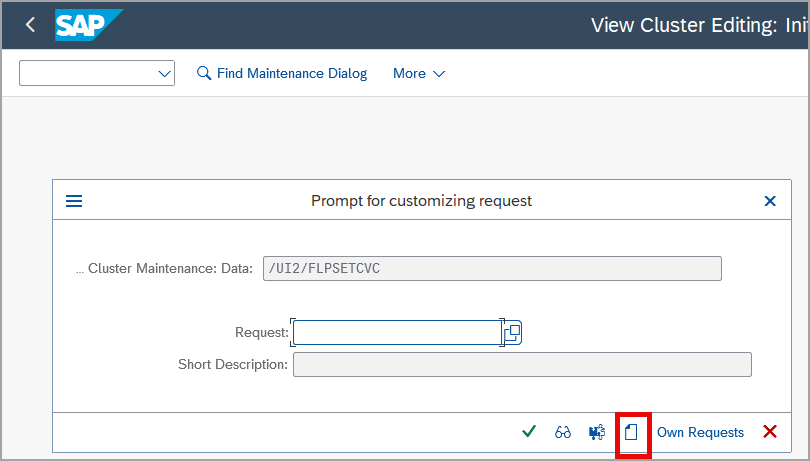 SAP
View Cluster Editing: Ini
Find Maintenance Dialog
More
Prompt for customizing request
... Cluster Maintenance: Data:
/UI2/FLPSETCVC
Request:
Short Description:
Own Requests